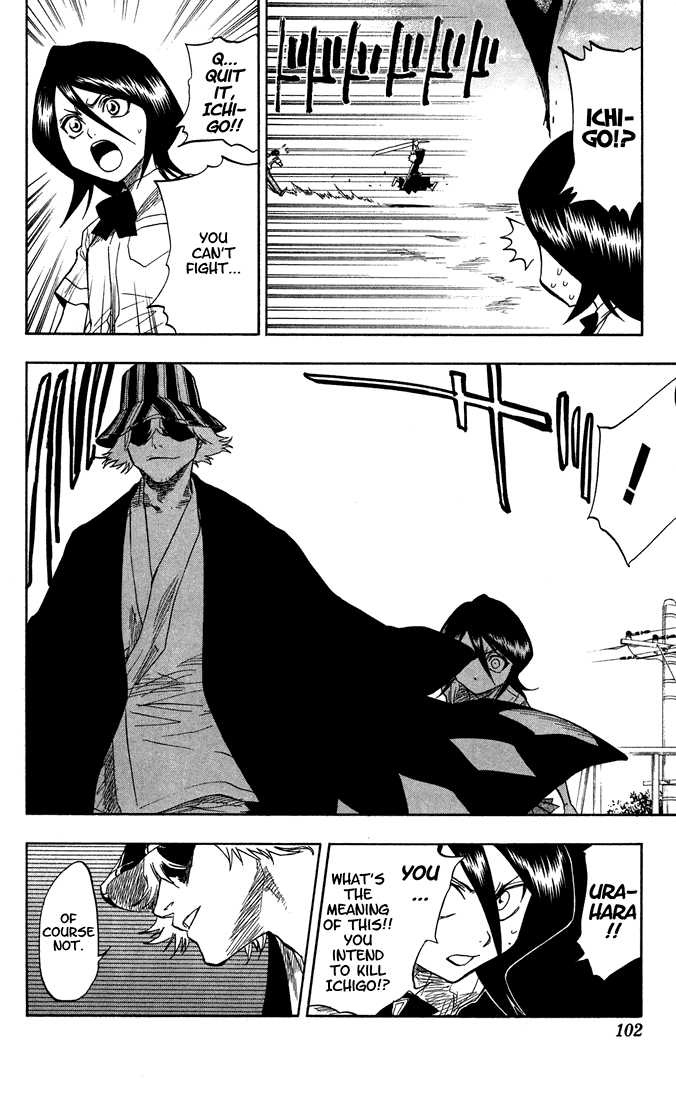 ICHI-
GO!?
Q...
QUIT
IT,
ICHI-
GO!!
YOU
CAN'T
FIGHT...
!
URA-
HARA
!!
YOU
...
WHAT'S
THE
MEANING
OF THIS!!
YOU
INTEND
TO KILL
ICHIGO!?
OF
COURSE
NOT.
102